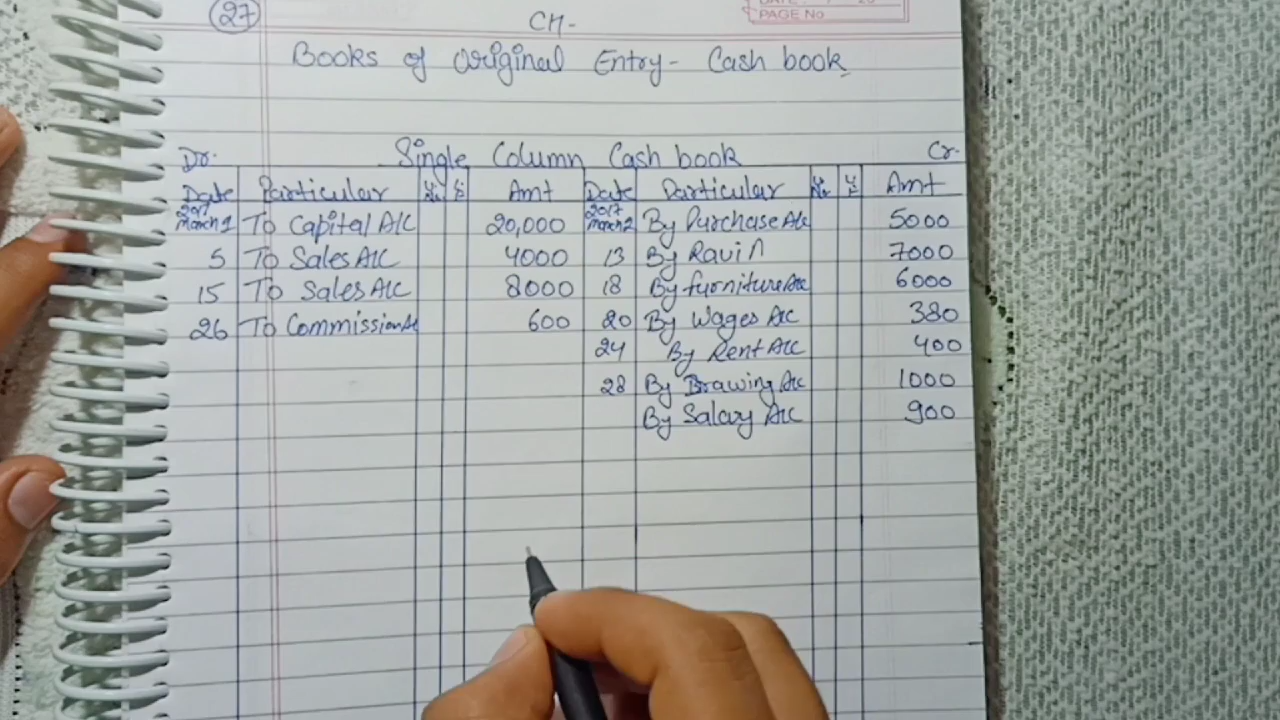 27
CH-
PAGE No
Books of Original Entry - Cash book
Dr. Single Column Cash book Cr.
Date Particular Amt Date Particular Amt
2017 March 1 To Capital A/C 20,000 2017 March 2 By Purchase A/c 5000
5 To Sales A/C 4000 13 By Ravi 7000
15 To Sales A/C 8000 18 By furniture A/c 6000
26 To Commission A/c 600 20 By Wages A/C 380
24 By Rent A/C 400
28 By Drawing A/c 1000
By Salary A/C 900